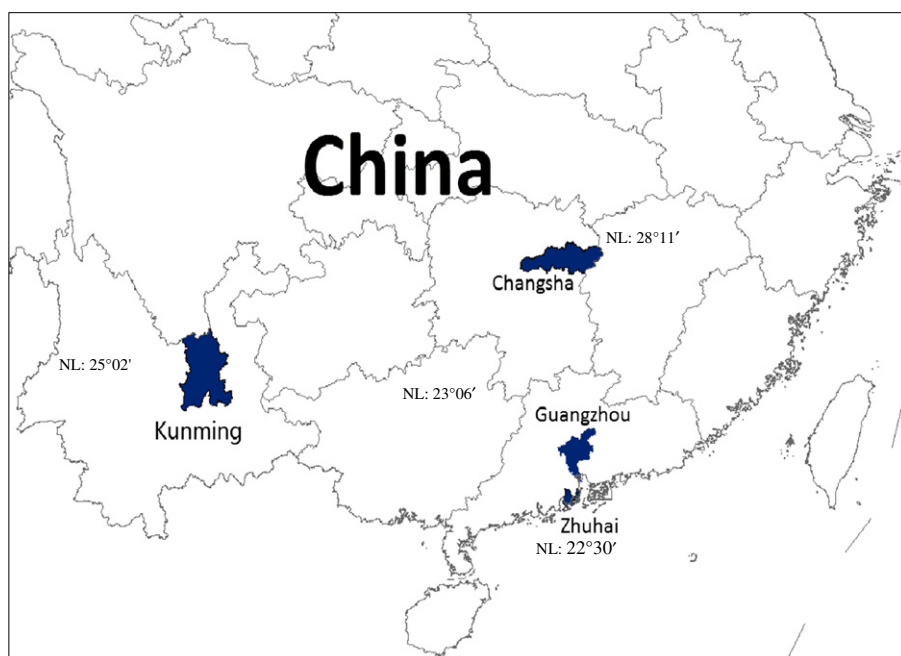 China
NL: 28°11′
Changsha
NL: 25°02'
NL: 23°06′
Guangzhou
Kunming
Zhuhai
NL: 22°30′